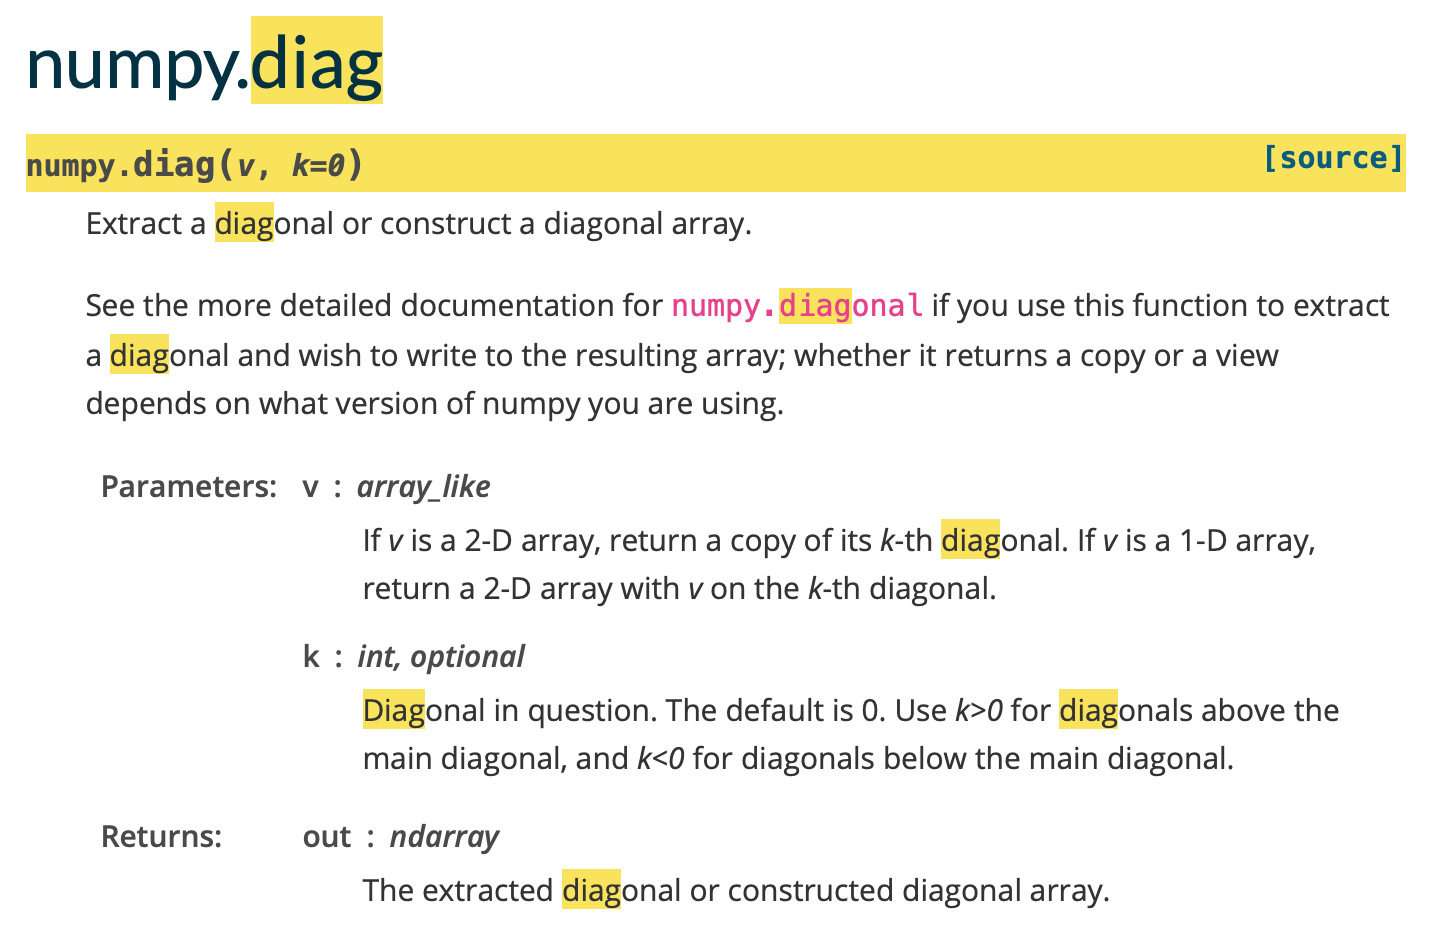 numpy.diag
numpy.diag(v, k=0) [source]
Extract a diagonal or construct a diagonal array.
See the more detailed documentation for numpy.diagonal if you use this function to extract
a diagonal and wish to write to the resulting array; whether it returns a copy or a view
depends on what version of numpy you are using.
Parameters: v : array_like
If v is a 2-D array, return a copy of its k-th diagonal. If v is a 1-D array,
return a 2-D array with v on the k-th diagonal.
k : int, optional
Diagonal in question. The default is 0. Use k>0 for diagonals above the
main diagonal, and k<0 for diagonals below the main diagonal.
Returns: out : ndarray
The extracted diagonal or constructed diagonal array.